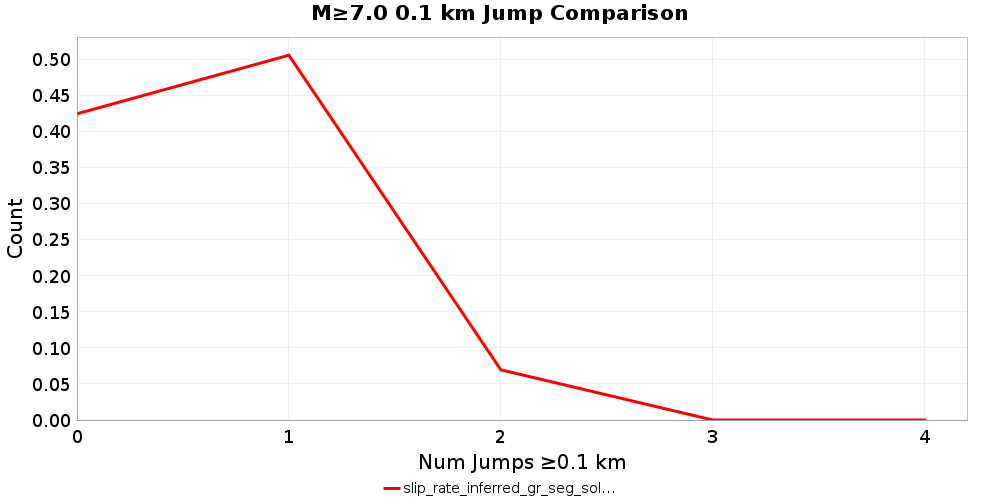 M≥7.0 0.1 km Jump Comparison
Count
0.50
0.45
0.40
0.35
0.30
0.25
0.20
0.15
0.10
0.05
0.00
0 1 2 3 4
Num Jumps ≥0.1 km
slip_rate_inferred_gr_seg_sol...